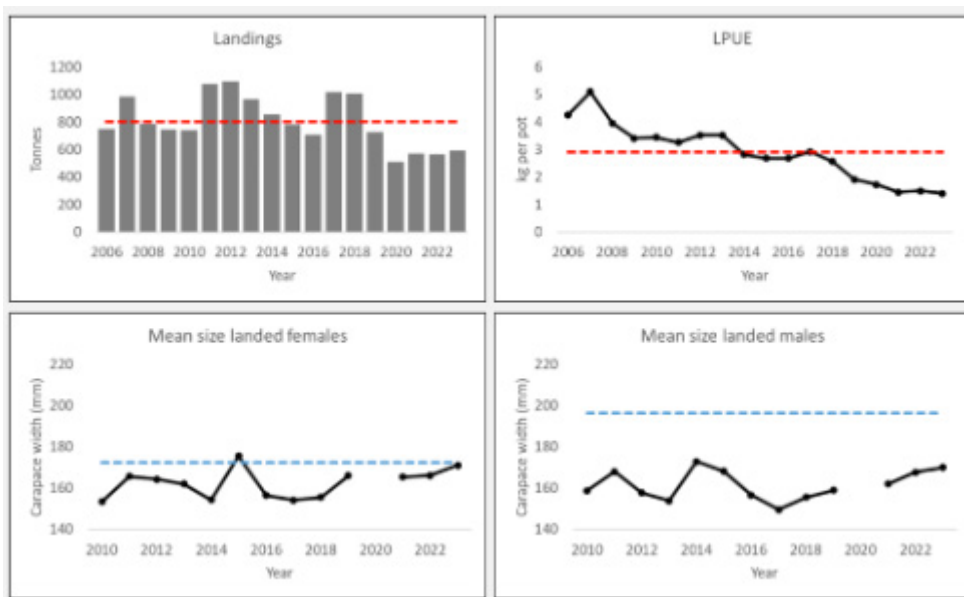 Landings
1200
1000
800
600
400
200
0
Tonnes
2006 2008 2010 2012 2014 2016 2018 2020 2022
Year
LPUE
6
5
4
3
2
1
0
kg per pot
2006 2008 2010 2012 2014 2016 2018 2020 2022
Year
Mean size landed females
220
200
180
160
140
Carapace width (mm)
2010 2012 2014 2016 2018 2020 2022
Year
Mean size landed males
220
200
180
160
140
Carapace width (mm)
2010 2012 2014 2016 2018 2020 2022
Year